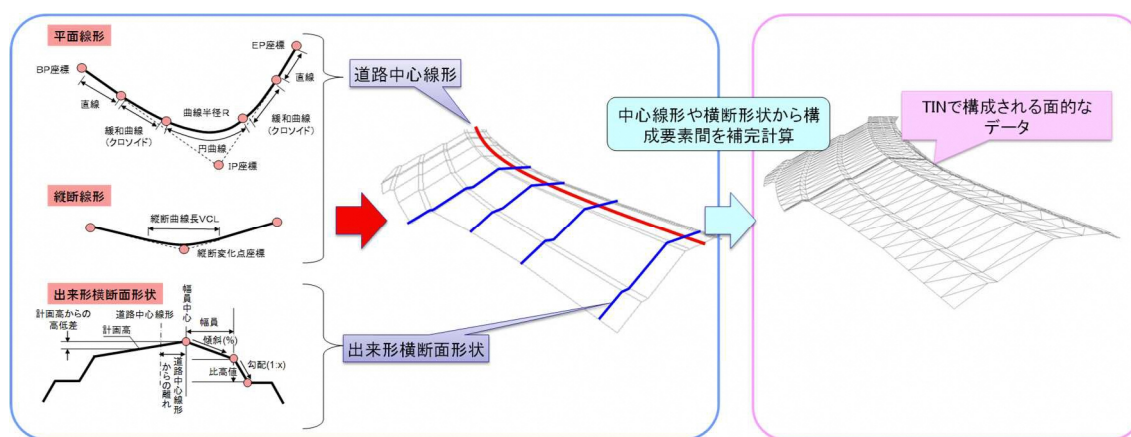 平面線形
BP座標
EP座標
直線
直線
曲線半径R
緩和曲線
(クロソイド)
緩和曲線
(クロソイド)
円曲線
IP座標
縦断線形
縦断曲線長VCL
縦断変化点座標
出来形横断面形状
計画高からの
高低差
道路中心線形
計画高
幅員中心
幅員
傾斜(%)
勾配(1:x)
比高値
道路中心線形
からの離れ
道路中心線形
出来形横断面形状
中心線形や横断形状から構
成要素間を補完計算
TINで構成される面的な
データ